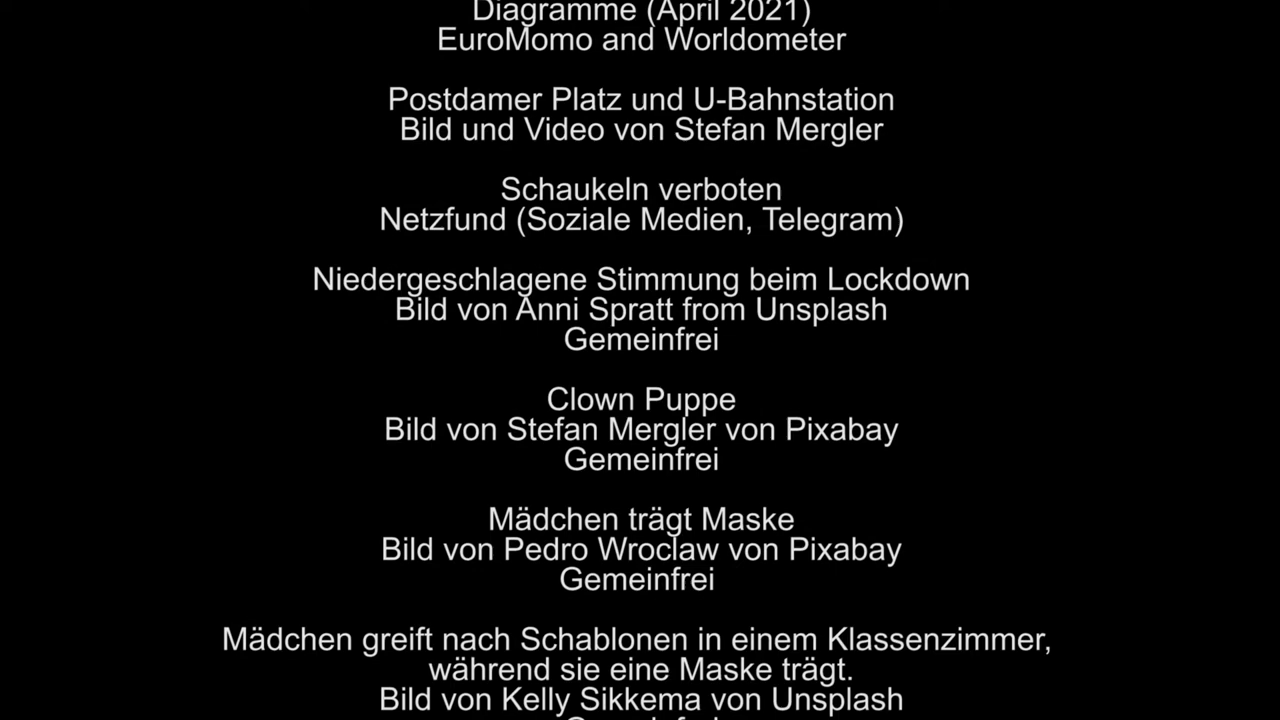 Diagramme (April 2021)
EuroMomo and Worldometer
Postdamer Platz und U-Bahnstation
Bild und Video von Stefan Mergler
Schaukeln verboten
Netzfund (Soziale Medien, Telegram)
Niedergeschlagene Stimmung beim Lockdown
Bild von Anni Spratt from Unsplash
Gemeinfrei
Clown Puppe
Bild von Stefan Mergler von Pixabay
Gemeinfrei
Mädchen trägt Maske
Bild von Pedro Wroclaw von Pixabay
Gemeinfrei
Mädchen greift nach Schablonen in einem Klassenzimmer,
während sie eine Maske trägt.
Bild von Kelly Sikkema von Unsplash